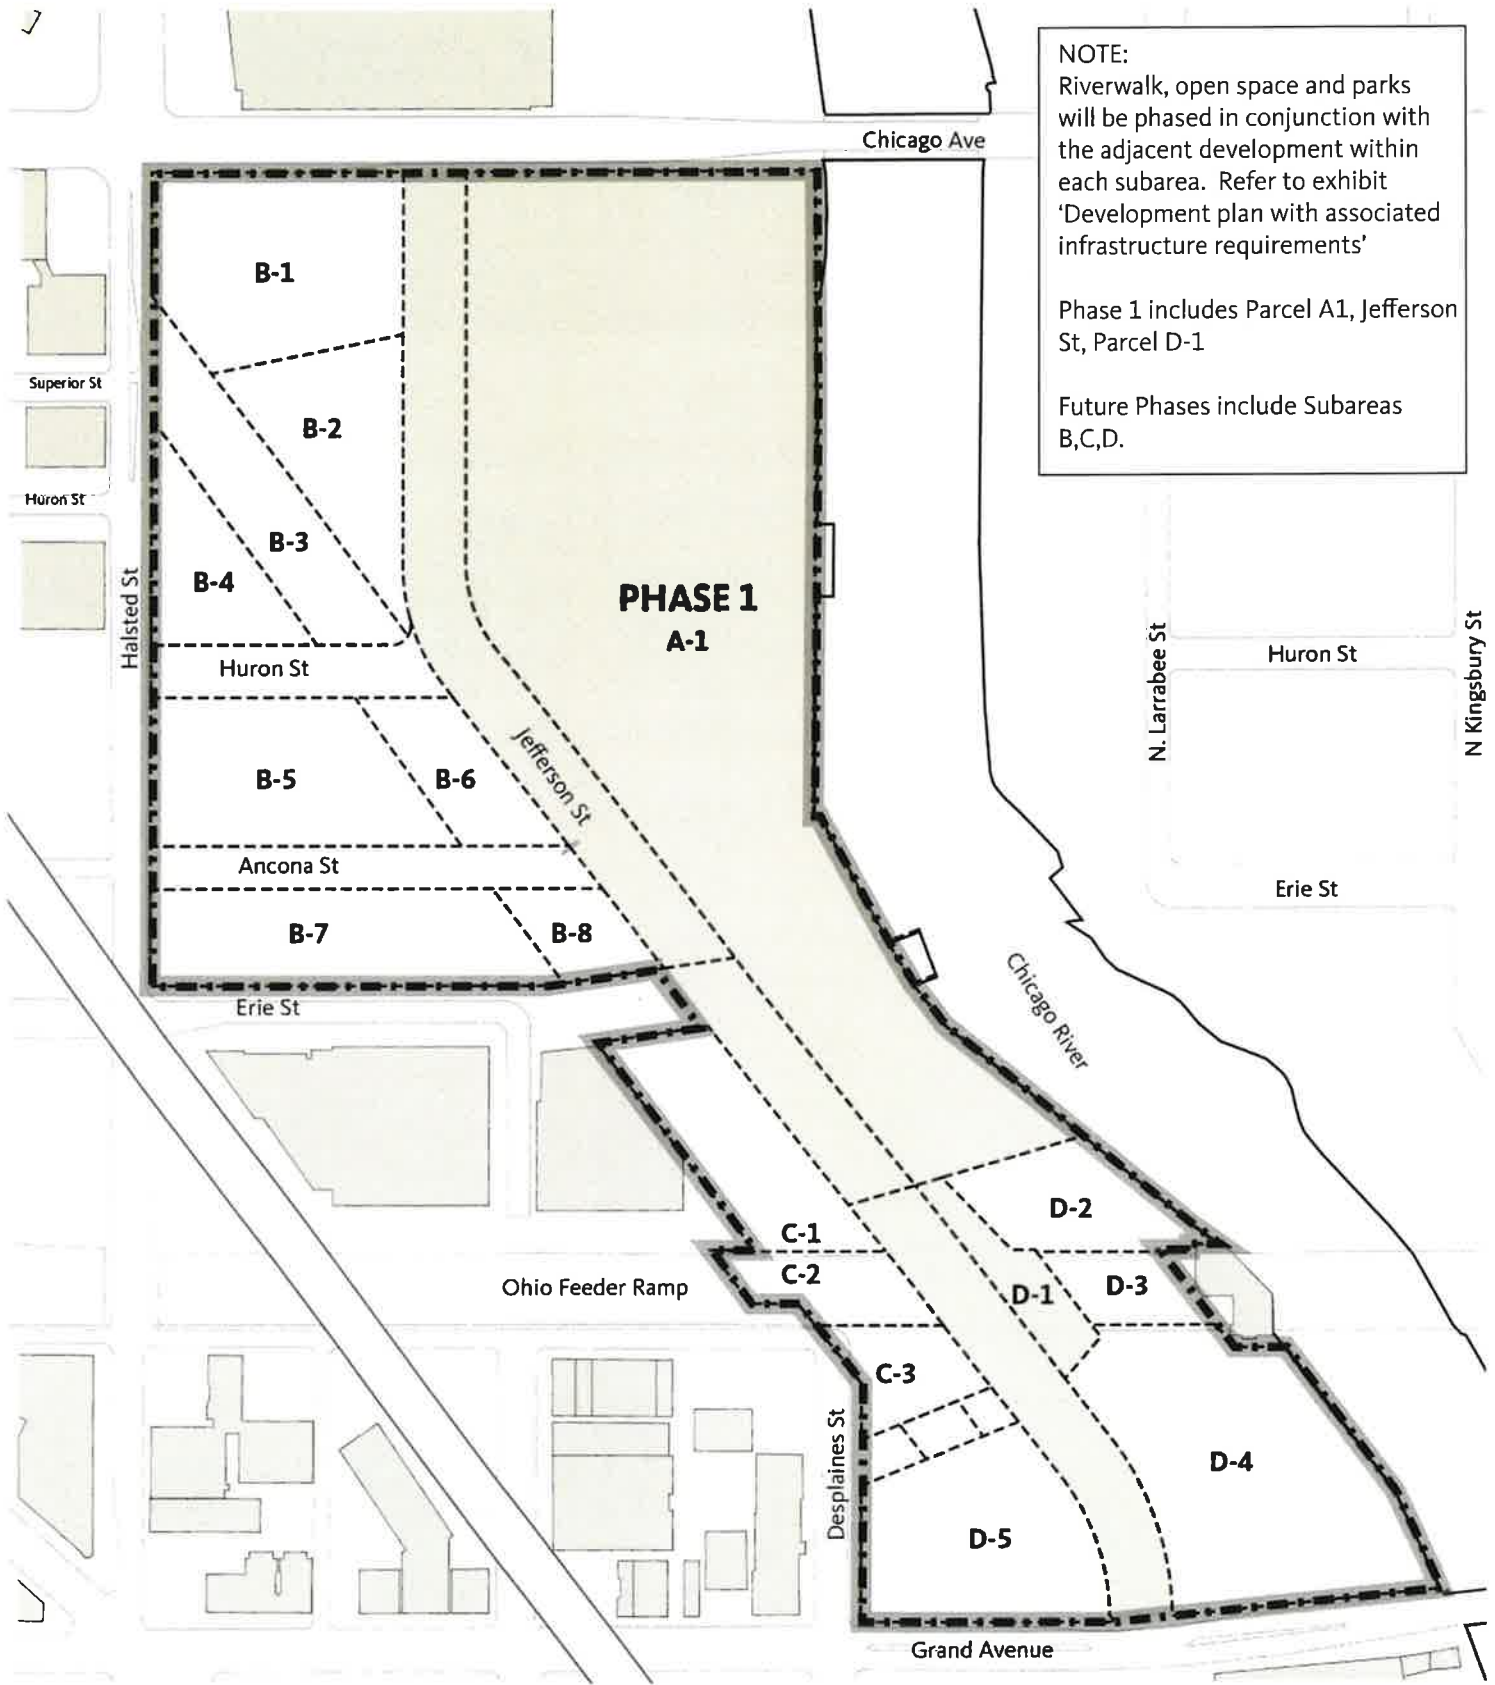 NOTE:
Riverwalk, open space and parks
will be phased in conjunction with
the adjacent development within
each subarea. Refer to exhibit
‘Development plan with associated
infrastructure requirements’
Phase 1 includes Parcel A1, Jefferson
St, Parcel D-1
Future Phases include Subareas
B,C,D.
Chicago Ave
B-1
Superior St
B-2
Huron St
B-3
B-4
Halsted St
PHASE 1
A-1
Huron St
N. Larrabee St
Huron St
N Kingsbury St
Jefferson St
B-5
B-6
Ancona St
Erie St
B-7
B-8
Erie St
Chicago River
D-2
C-1
C-2
Ohio Feeder Ramp
D-1
D-3
C-3
Desplaines St
D-4
D-5
Grand Avenue